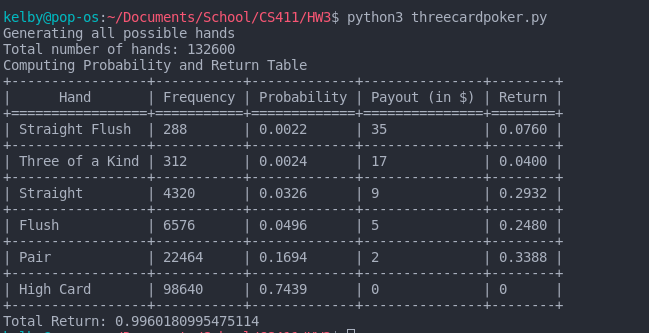 kelby@pop-os:~/Documents/School/CS411/HW3$ python3 threecardpoker.py
Generating all possible hands
Total number of hands: 132600
Computing Probability and Return Table
+-----------------+-----------+-------------+---------------+--------+
|      Hand       | Frequency | Probability | Payout (in $) | Return |
+=================+===========+=============+===============+========+
| Straight Flush  | 288       | 0.0022      | 35            | 0.0760 |
+-----------------+-----------+-------------+---------------+--------+
| Three of a Kind | 312       | 0.0024      | 17            | 0.0400 |
+-----------------+-----------+-------------+---------------+--------+
| Straight        | 4320      | 0.0326      | 9             | 0.2932 |
+-----------------+-----------+-------------+---------------+--------+
| Flush           | 6576      | 0.0496      | 5             | 0.2480 |
+-----------------+-----------+-------------+---------------+--------+
| Pair            | 22464     | 0.1694      | 2             | 0.3388 |
+-----------------+-----------+-------------+---------------+--------+
| High Card       | 98640     | 0.7439      | 0             | 0      |
+-----------------+-----------+-------------+---------------+--------+
Total Return: 0.9960180995475114